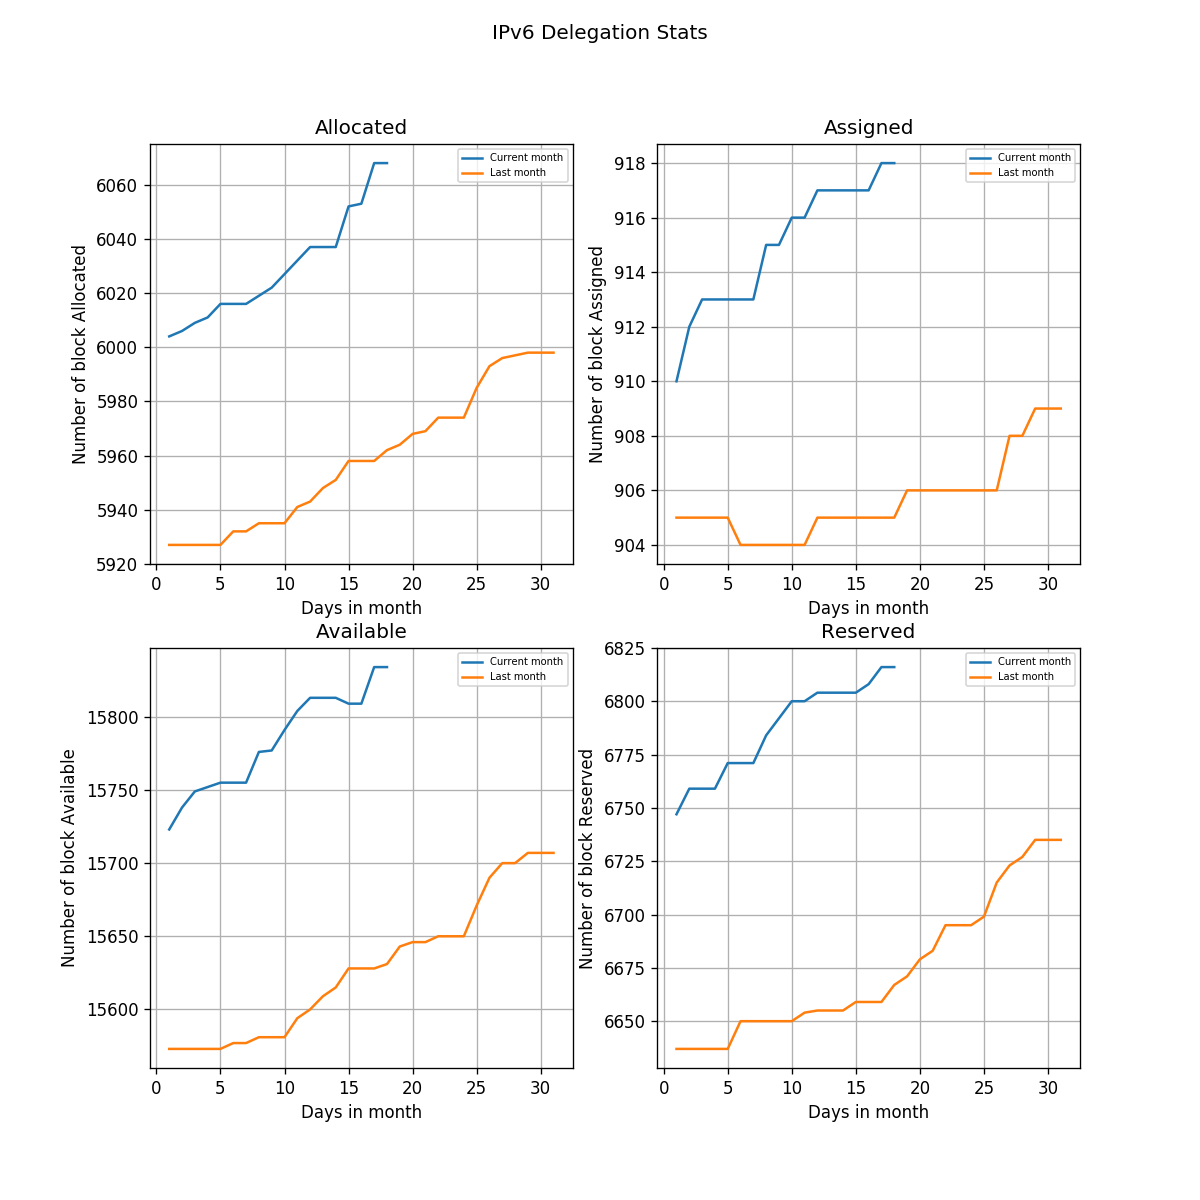 IPv6 Delegation Stats
Allocated
Number of block Allocated
6060
6040
6020
6000
5980
5960
5940
5920
Current month
Last month
0 5 10 15 20 25 30
Days in month
Assigned
Number of block Assigned
918
916
914
912
910
908
906
904
Current month
Last month
0 5 10 15 20 25 30
Days in month
Available
Number of block Available
15800
15750
15700
15650
15600
Current month
Last month
0 5 10 15 20 25 30
Days in month
Reserved
Number of block Reserved
6825
6800
6775
6750
6725
6700
6675
6650
Current month
Last month
0 5 10 15 20 25 30
Days in month